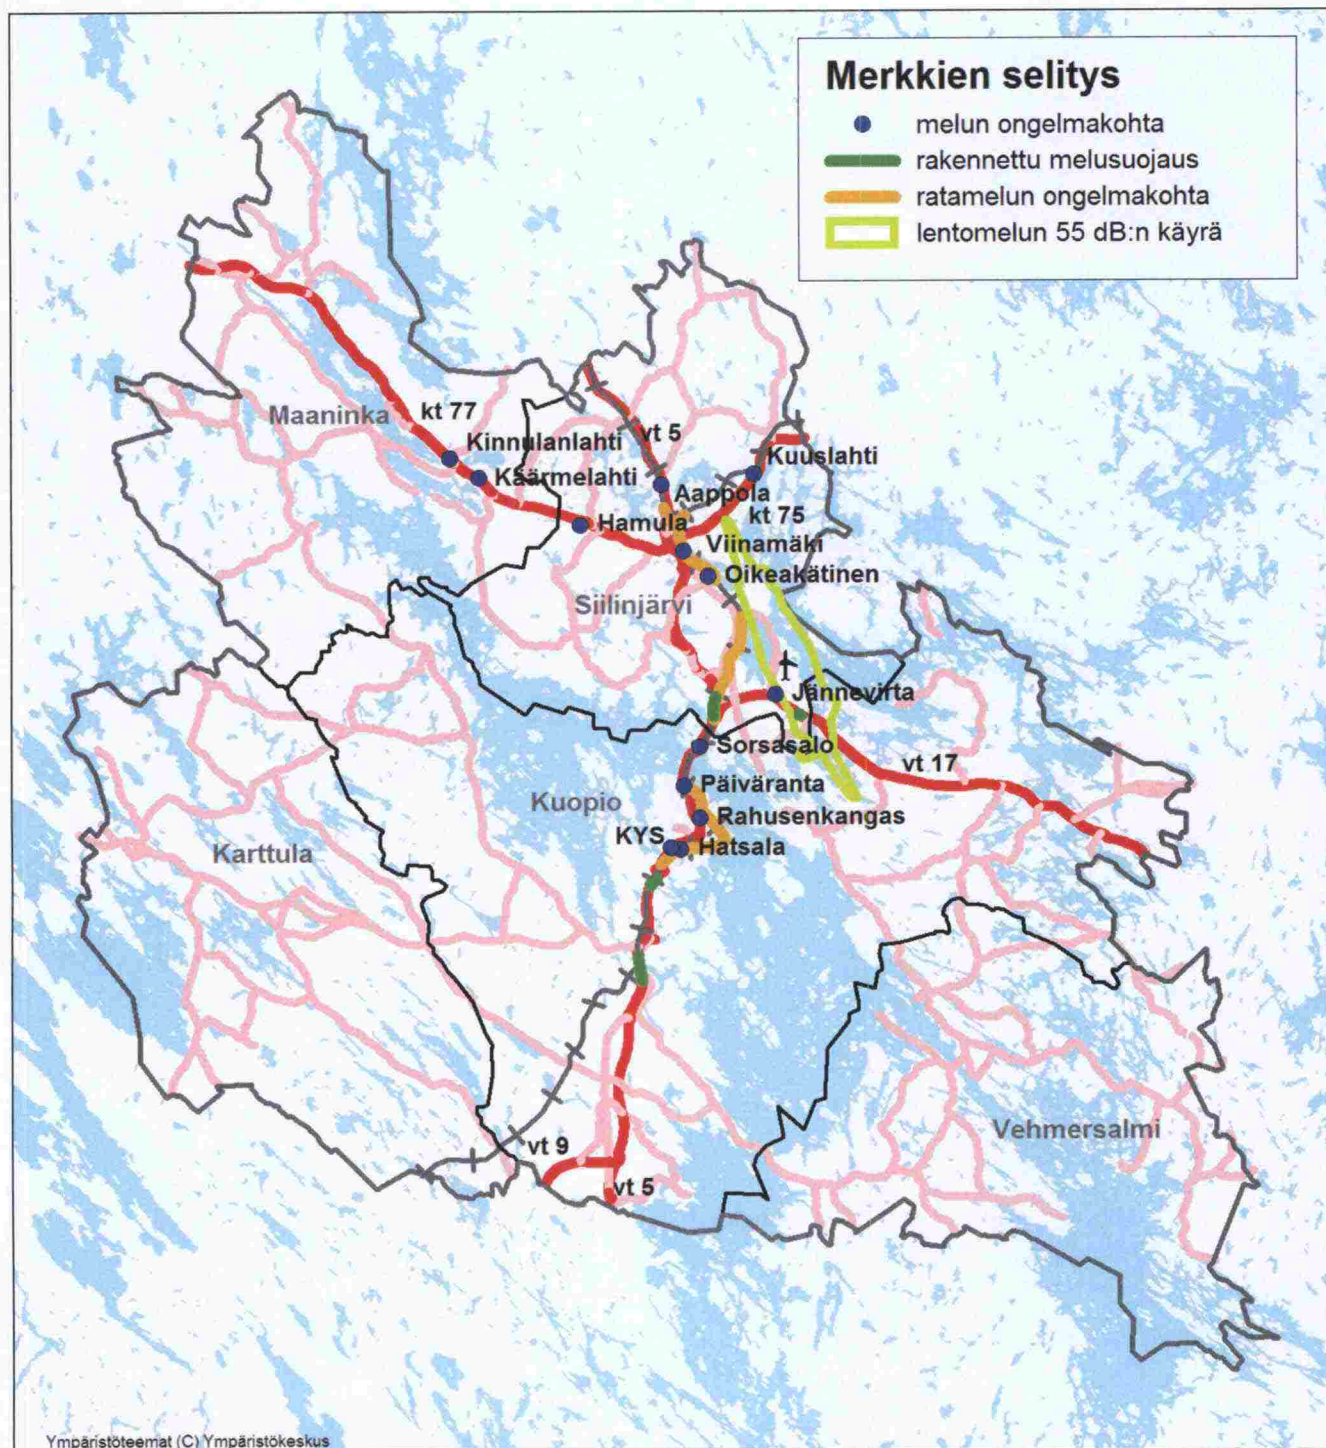 Merkkien selitys
melun ongelmakohta
rakennettu melusuojaus
ratamelun ongelmakohta
lentomelun 55 dB:n käyrä
Maaninka
kt 77
vt 5
Kinnulanlahti
Kuuslahti
Käärmelahti
Aappola
kt 75
Hamula
Viinamäki
Oikeakätinen
Siilinjärvi
Jännevirta
Sorsasalo
vt 17
Päiväranta
Kuopio
Rahusenkangas
KYS
Hatsala
Karttula
Vehmersalmi
vt 9
vt 5
Ympäristöteemat (C) Ympäristökeskus